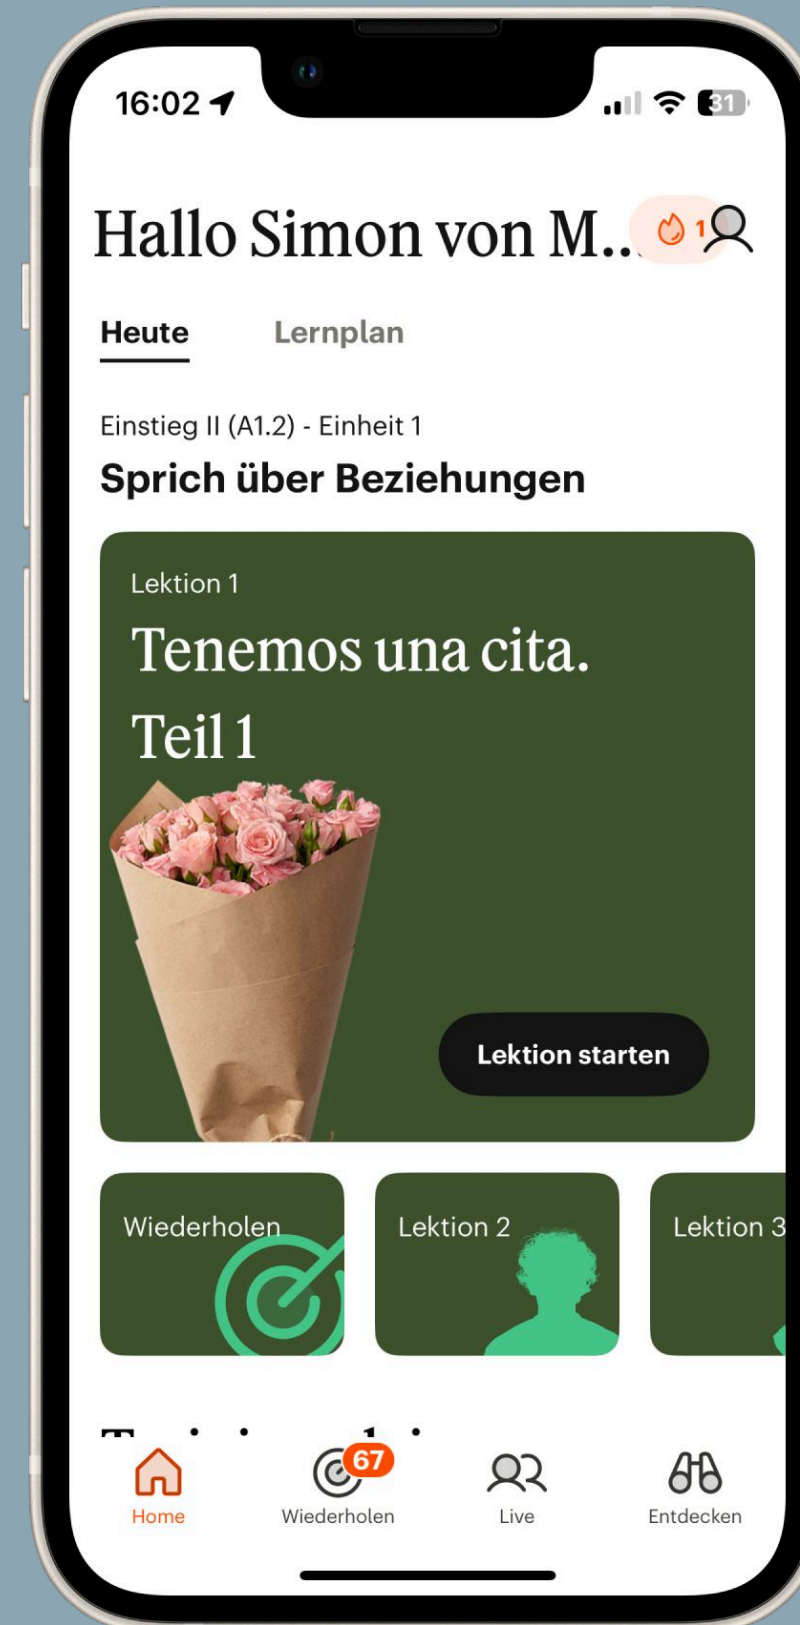 16:02
31
Hallo Simon von M...
1
Heute
Lernplan
Einstieg II (A1.2) - Einheit 1
Sprich über Beziehungen
Lektion 1
Tenemos una cita.
Teil 1
Lektion starten
Wiederholen
Lektion 2
Lektion 3
67
Home
Wiederholen
Live
Entdecken